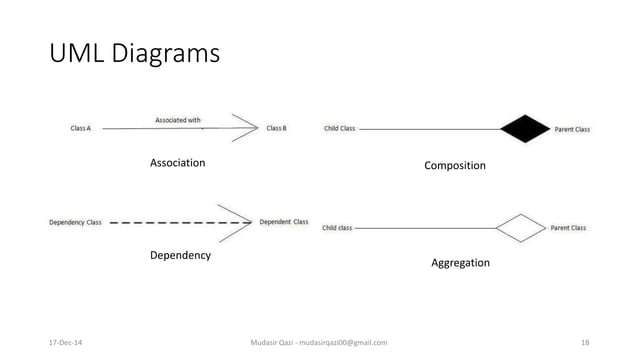 UML Diagrams
Class A
Associated with
Class B
Association
Child Class
Parent Class
Composition
Dependency Class
Dependent Class
Dependency
Child class
Parent Class
Aggregation
17-Dec-14
Mudasir Qazi - mudasirqazi00@gmail.com
18